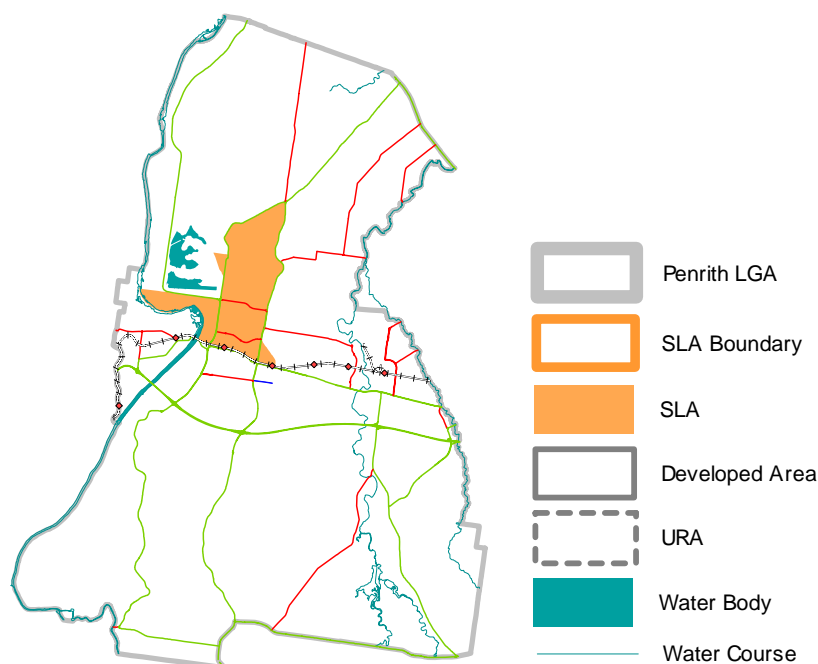 Penrith LGA
SLA Boundary
SLA
Developed Area
URA
Water Body
Water Course